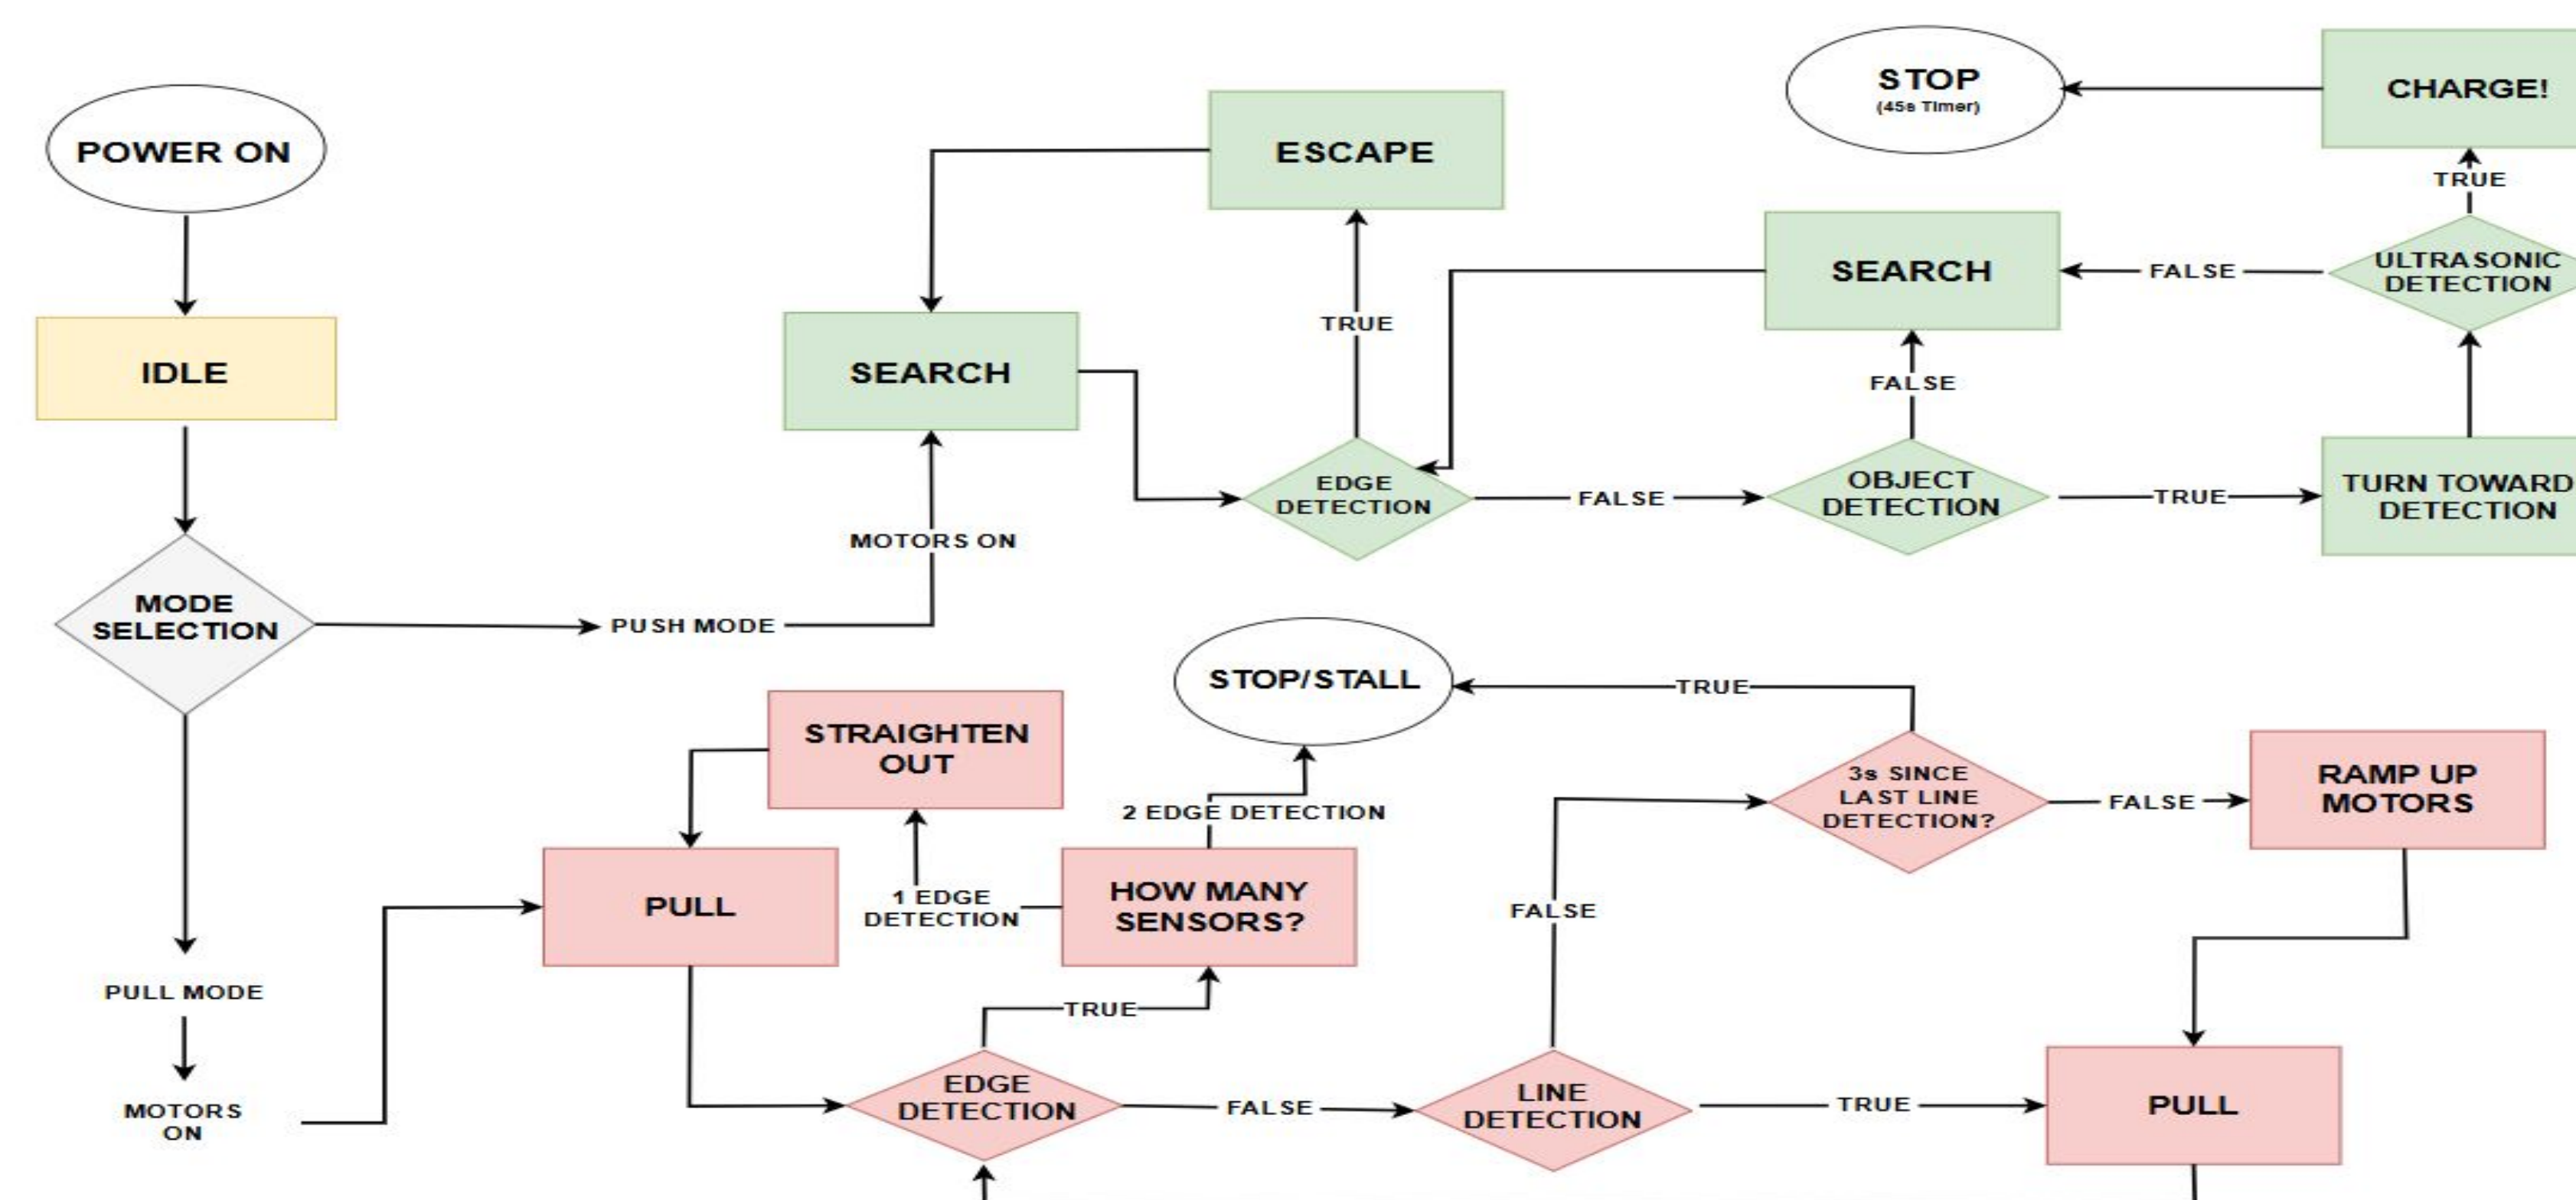 POWER ON
IDLE
MODE
SELECTION
PUSH MODE
MOTORS ON
SEARCH
ESCAPE
TRUE
EDGE
DETECTION
FALSE
OBJECT
DETECTION
FALSE
SEARCH
TRUE
TURN TOWARD
DETECTION
ULTRASONIC
DETECTION
FALSE
TRUE
CHARGE!
STOP
(45s Timer)
PULL MODE
MOTORS
ON
PULL
STRAIGHTEN
OUT
1 EDGE
DETECTION
HOW MANY
SENSORS?
2 EDGE DETECTION
STOP/STALL
TRUE
EDGE
DETECTION
FALSE
LINE
DETECTION
FALSE
3s SINCE
LAST LINE
DETECTION?
TRUE
FALSE
RAMP UP
MOTORS
TRUE
PULL